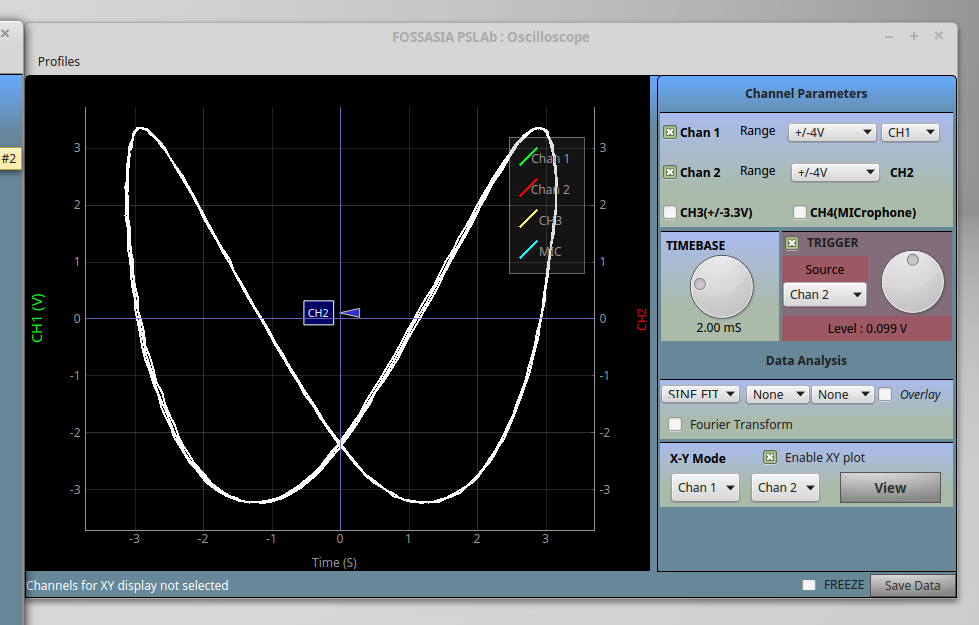 FOSSASIA PSLAb : Oscilloscope
Profiles
#2
Channel Parameters
Chan 1 Range +/-4V CH1
Chan 2 Range +/-4V CH2
CH3(+/-3.3V) CH4(MICrophone)
TIMEBASE
2.00 mS
TRIGGER
Source
Chan 2
Level : 0.099 V
Data Analysis
SINE FIT None None Overlay
Fourier Transform
X-Y Mode Enable XY plot
Chan 1 Chan 2 View
Chan 1
Chan 2
CH3
MIC
CH1 (V)
3
2
1
0
-1
-2
-3
CH2
3
2
1
0
-1
-2
-3
CH2
-3 -2 -1 0 1 2 3
Time (S)
Channels for XY display not selected
FREEZE Save Data